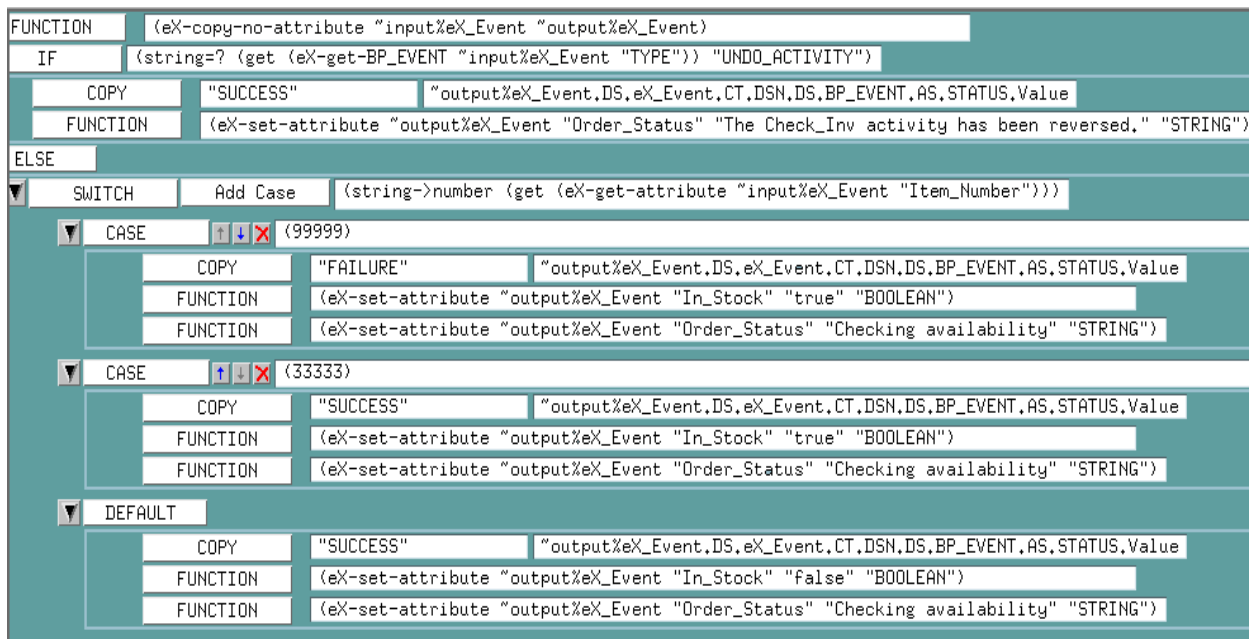 FUNCTION (eX-copy-no-attribute ~input%eX_Event ~output%eX_Event)
IF (string=? (get (eX-get-BP_EVENT ~input%eX_Event "TYPE")) "UNDO_ACTIVITY")
COPY "SUCCESS" ~output%eX_Event.DS.eX_Event.CT.DSN.DS.BP_EVENT.AS.STATUS.Value
FUNCTION (eX-set-attribute ~output%eX_Event "Order_Status" "The Check_Inv activity has been reversed." "STRING")
ELSE
SWITCH Add Case (string->number (get (eX-get-attribute ~input%eX_Event "Item_Number")))
CASE (99999)
COPY "FAILURE" ~output%eX_Event.DS.eX_Event.CT.DSN.DS.BP_EVENT.AS.STATUS.Value
FUNCTION (eX-set-attribute ~output%eX_Event "In_Stock" "true" "BOOLEAN")
FUNCTION (eX-set-attribute ~output%eX_Event "Order_Status" "Checking availability" "STRING")
CASE (33333)
COPY "SUCCESS" ~output%eX_Event.DS.eX_Event.CT.DSN.DS.BP_EVENT.AS.STATUS.Value
FUNCTION (eX-set-attribute ~output%eX_Event "In_Stock" "true" "BOOLEAN")
FUNCTION (eX-set-attribute ~output%eX_Event "Order_Status" "Checking availability" "STRING")
DEFAULT
COPY "SUCCESS" ~output%eX_Event.DS.eX_Event.CT.DSN.DS.BP_EVENT.AS.STATUS.Value
FUNCTION (eX-set-attribute ~output%eX_Event "In_Stock" "false" "BOOLEAN")
FUNCTION (eX-set-attribute ~output%eX_Event "Order_Status" "Checking availability" "STRING")